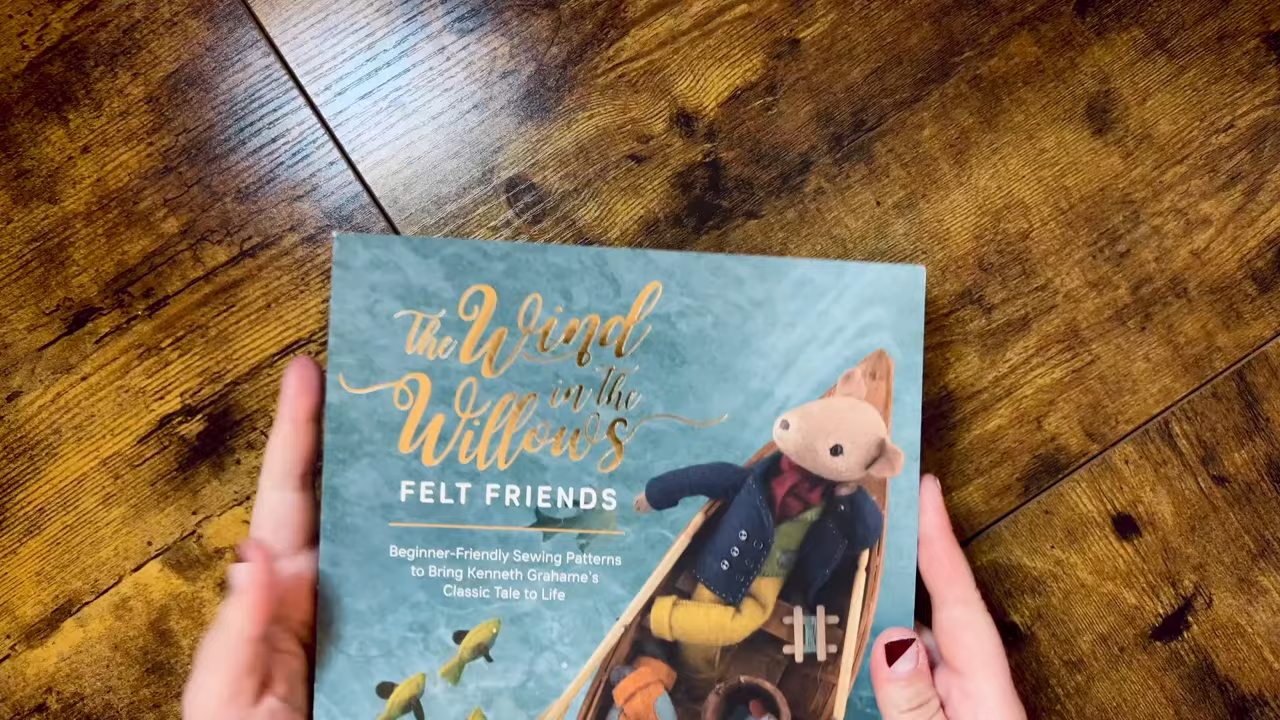 The Wind
in the
Willows
FELT FRIENDS
Beginner-Friendly Sewing Patterns
to Bring Kenneth Grahame's
Classic Tale to Life